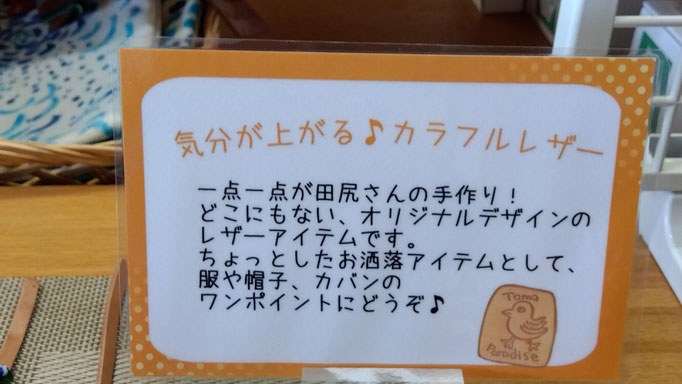 気分が上がる♪カラフルレザー
一点一点が田尻さんの手作り！
どこにもない、オリジナルデザインの
レザーアイテムです。
ちょっとしたお洒落アイテムとして、
服や帽子、カバンの
ワンポイントにどうぞ♪
Toma
Paradise